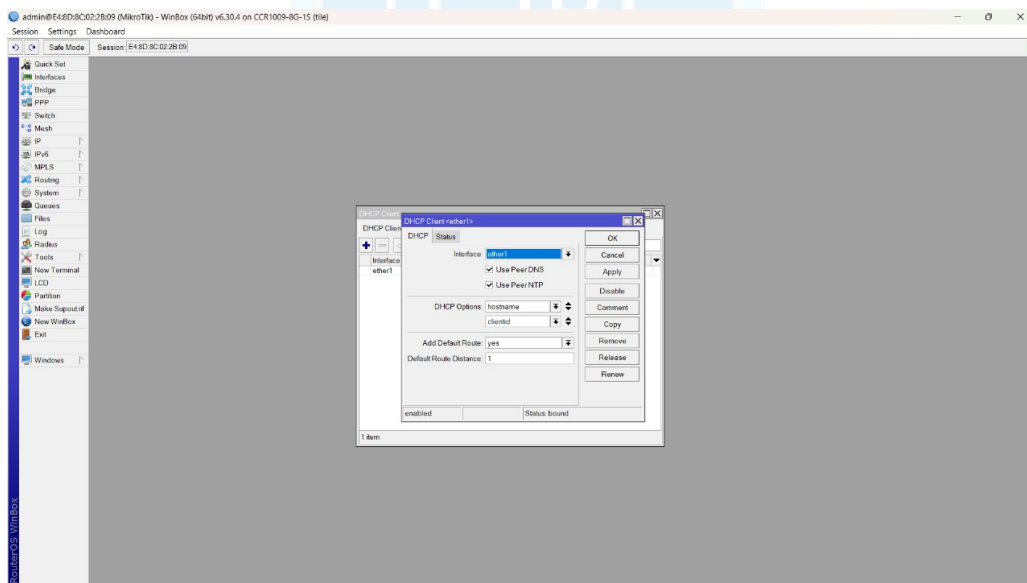 admin@E4:8D:8C:02:2B:09 (MikroTik) - WinBox (64bit) v6.30.4 on CCR1009-8G-1S (tile)
Session Settings Dashboard
Safe Mode Session: E4:8D:8C:02:2B:09
Quick Set
Interfaces
Bridge
PPP
Switch
Mesh
IP
IPv6
MPLS
Routing
System
Queues
Files
Log
Radius
Tools
New Terminal
LCD
Partition
Make Supout.rif
New WinBox
Exit
Windows
RouterOS WinBox
DHCP Client
DHCP Clien
Interface
ether1
1 item
DHCP Client <ether1>
DHCP Status
Interface: ether1
Use Peer DNS
Use Peer NTP
DHCP Options: hostname
clientid
Add Default Route: yes
Default Route Distance: 1
OK
Cancel
Apply
Disable
Comment
Copy
Remove
Release
Renew
enabled Status: bound